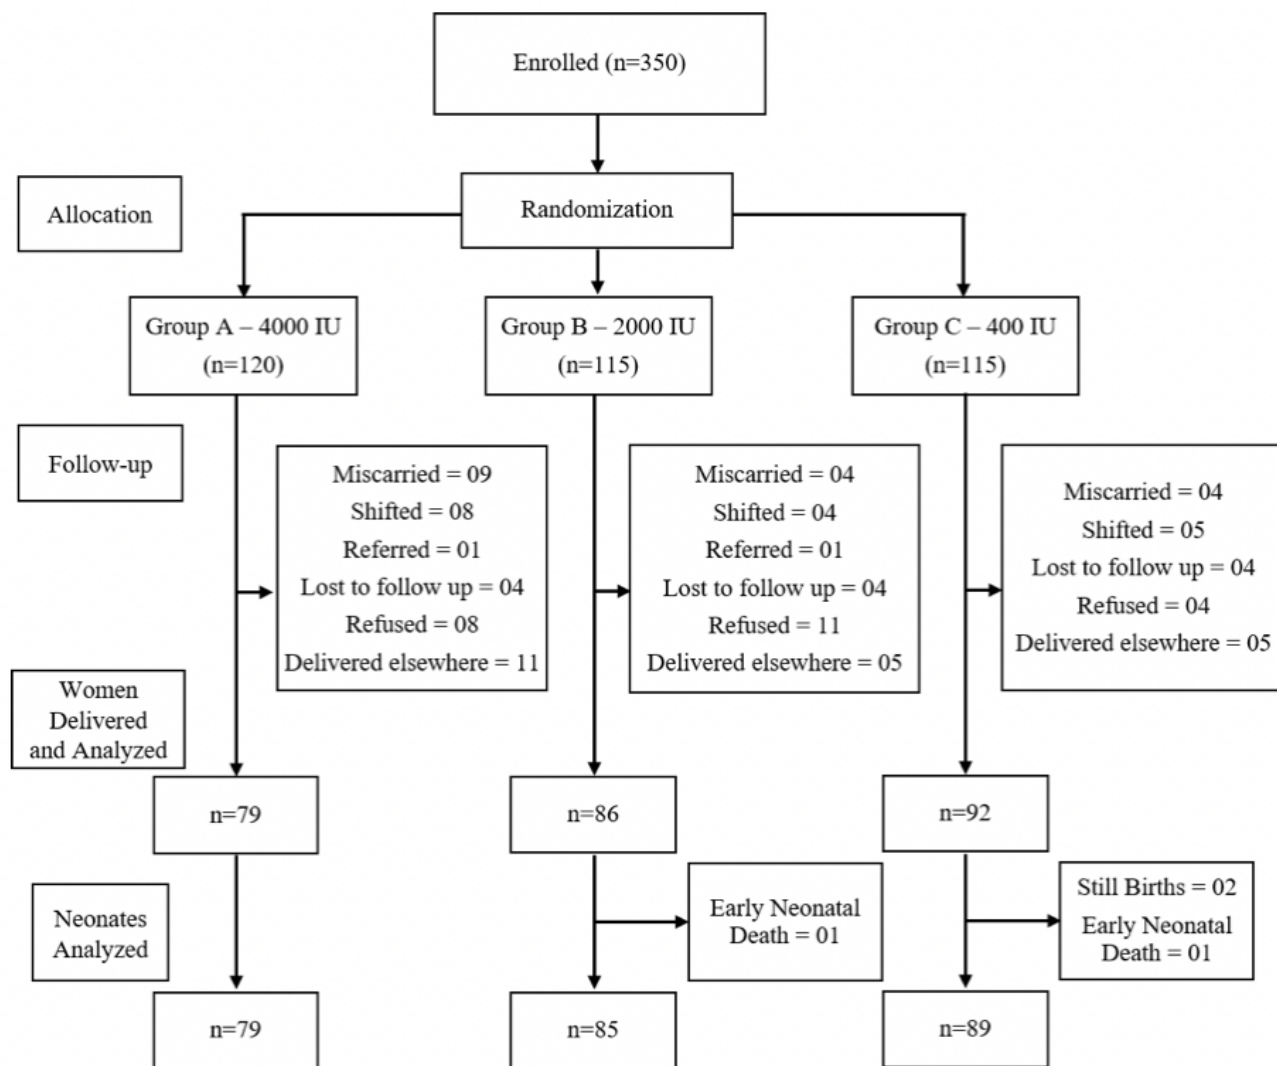 Enrolled (n=350)
Allocation
Randomization
Group A – 4000 IU
(n=120)
Group B – 2000 IU
(n=115)
Group C – 400 IU
(n=115)
Follow-up
Miscarried = 09
Shifted = 08
Referred = 01
Lost to follow up = 04
Refused = 08
Delivered elsewhere = 11
Miscarried = 04
Shifted = 04
Referred = 01
Lost to follow up = 04
Refused = 11
Delivered elsewhere = 05
Miscarried = 04
Shifted = 05
Lost to follow up = 04
Refused = 04
Delivered elsewhere = 05
Women
Delivered
and Analyzed
n=79
n=86
n=92
Neonates
Analyzed
Early Neonatal
Death = 01
Still Births = 02
Early Neonatal
Death = 01
n=79
n=85
n=89